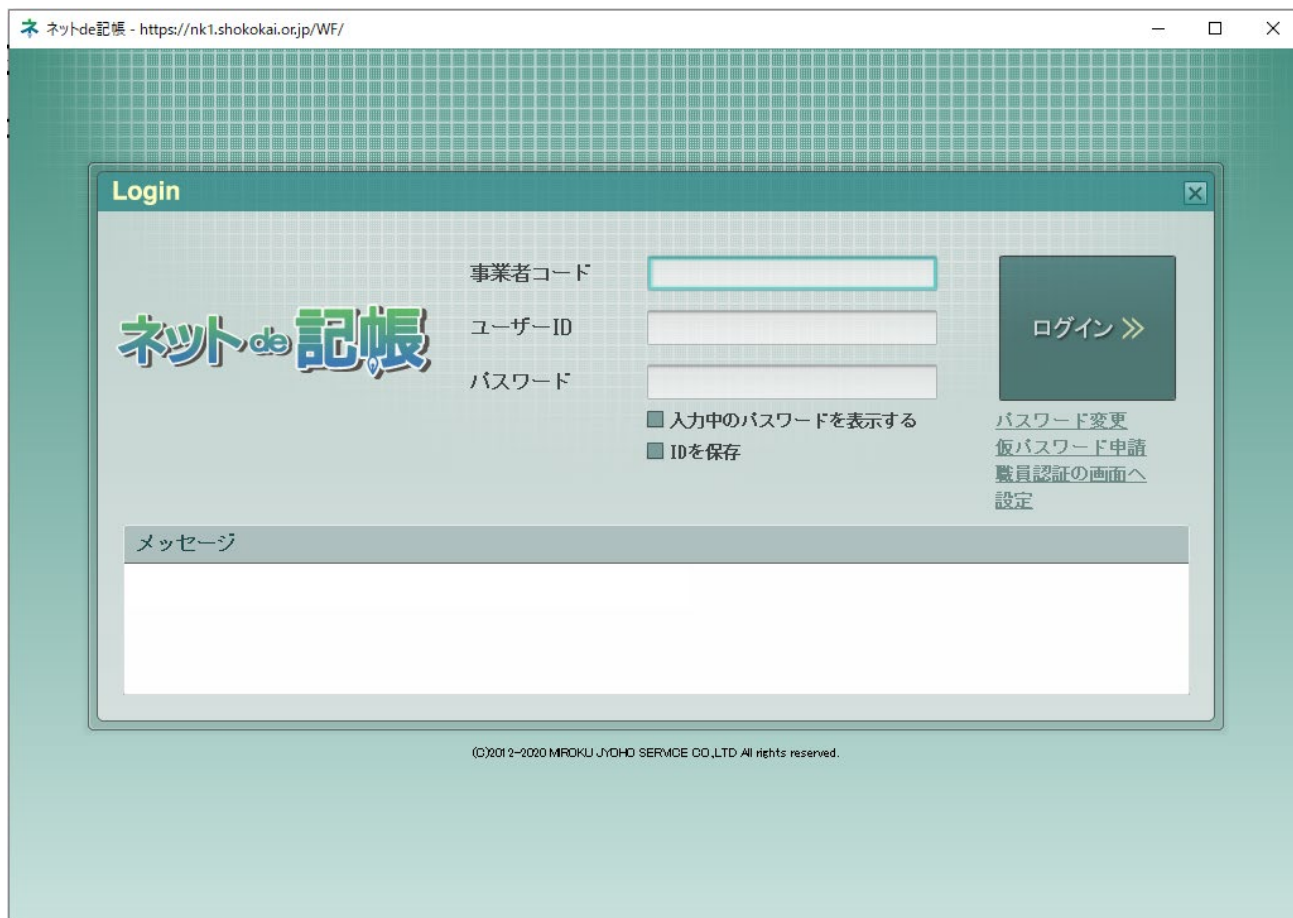 ネットde記帳 - https://nk1.shokokai.or.jp/WF/
Login
事業者コード
ネットde記帳
ユーザーID
ログイン
パスワード
入力中のパスワードを表示する
IDを保存
パスワード変更
仮パスワード申請
職員認証の画面へ
設定
メッセージ
(C)2012-2020 MIROKU JYOHO SERVICE CO.,LTD All rights reserved.